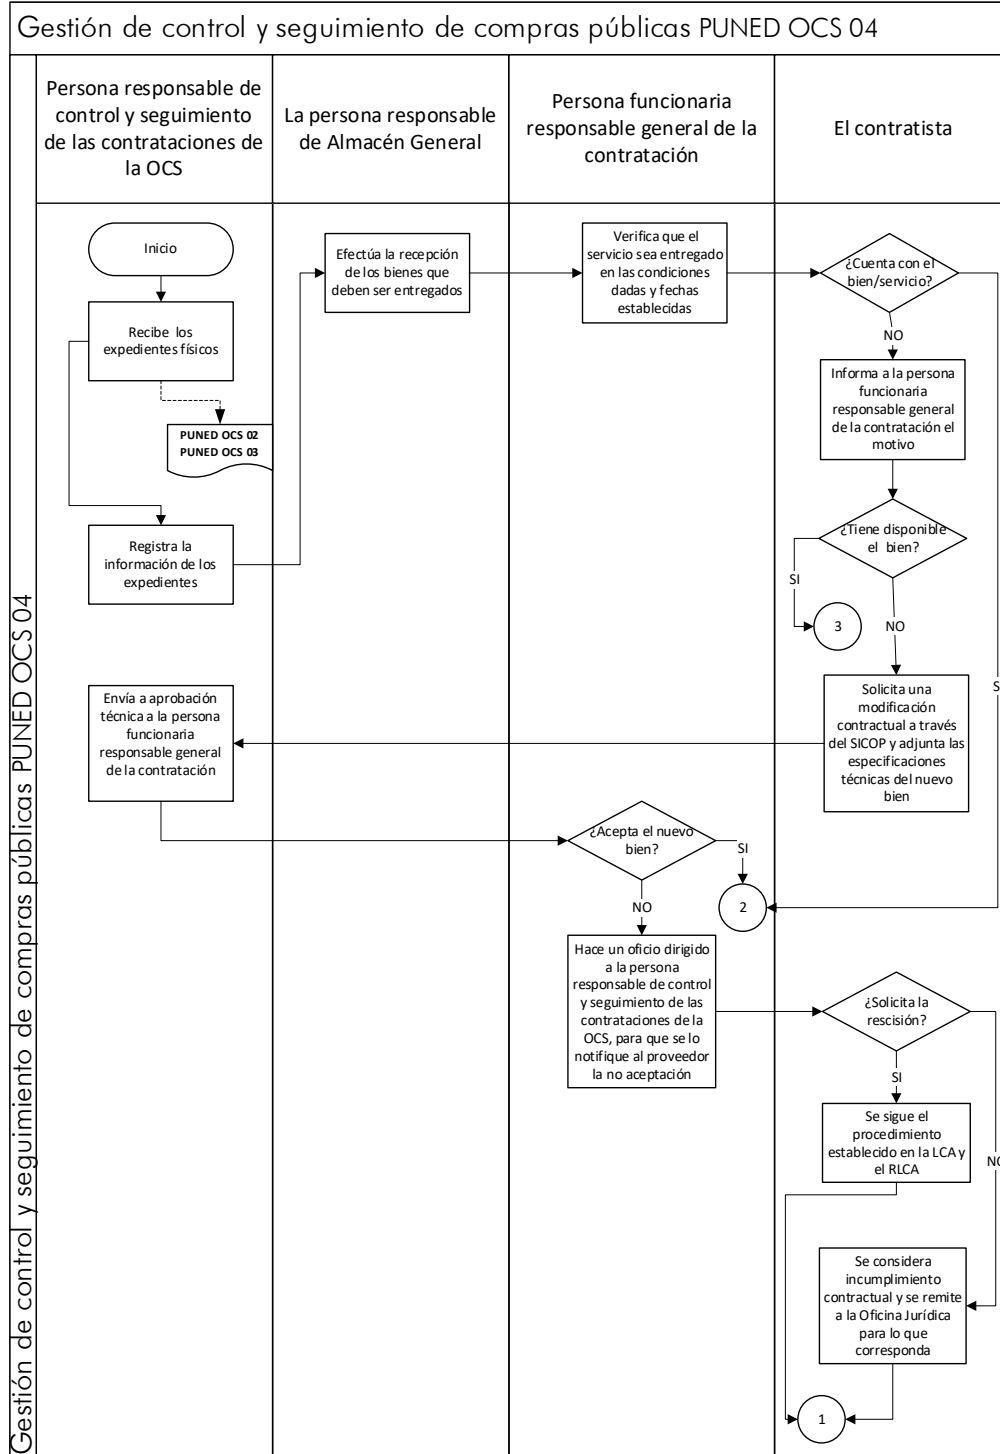 Gestión de control y seguimiento de compras públicas PUNED OCS 04
Gestión de control y seguimiento de compras públicas PUNED OCS 04
Persona responsable de
control y seguimiento
de las contrataciones de
la OCS
La persona responsable
de Almacén General
Persona funcionaria
responsable general de la
contratación
El contratista
Inicio
Recibe los
expedientes físicos
PUNED OCS 02
PUNED OCS 03
Registra la
información de los
expedientes
Efectúa la recepción
de los bienes que
deben ser entregados
Verifica que el
servicio sea entregado
en las condiciones
dadas y fechas
establecidas
¿Cuenta con el
bien/servicio?
NO
Informa a la persona
funcionaria
responsable general
de la contratación el
motivo
¿Tiene disponible
el bien?
SI
3
NO
S
Solicita una
modificación
contractual a través
del SICOP y adjunta las
especificaciones
técnicas del nuevo
bien
Envía a aprobación
técnica a la persona
funcionaria
responsable general
de la contratación
¿Acepta el nuevo
bien?
SI
2
NO
Hace un oficio dirigido
a la persona
responsable de control
y seguimiento de las
contrataciones de la
OCS, para que se lo
notifique al proveedor
la no aceptación
¿Solicita la
rescisión?
SI
Se sigue el
procedimiento
establecido en la LCA y
el RLCA
NO
Se considera
incumplimiento
contractual y se remite
a la Oficina Jurídica
para lo que
corresponda
1